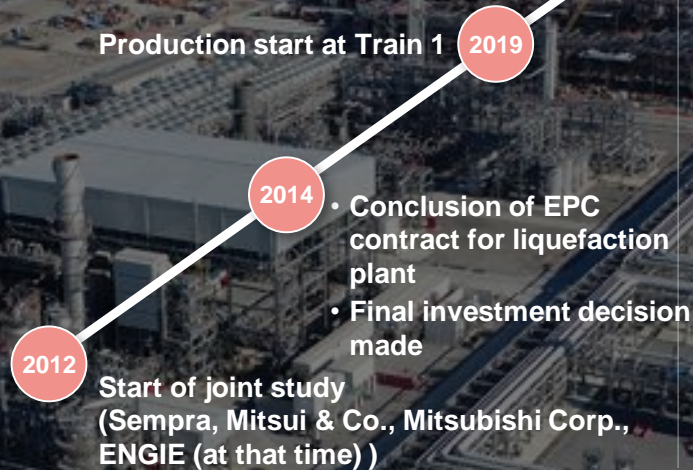 Production start at Train 1
2019
2014
• Conclusion of EPC
contract for liquefaction
plant
• Final investment decision
made
2012
Start of joint study
(Sempra, Mitsui & Co., Mitsubishi Corp.,
ENGIE (at that time) )